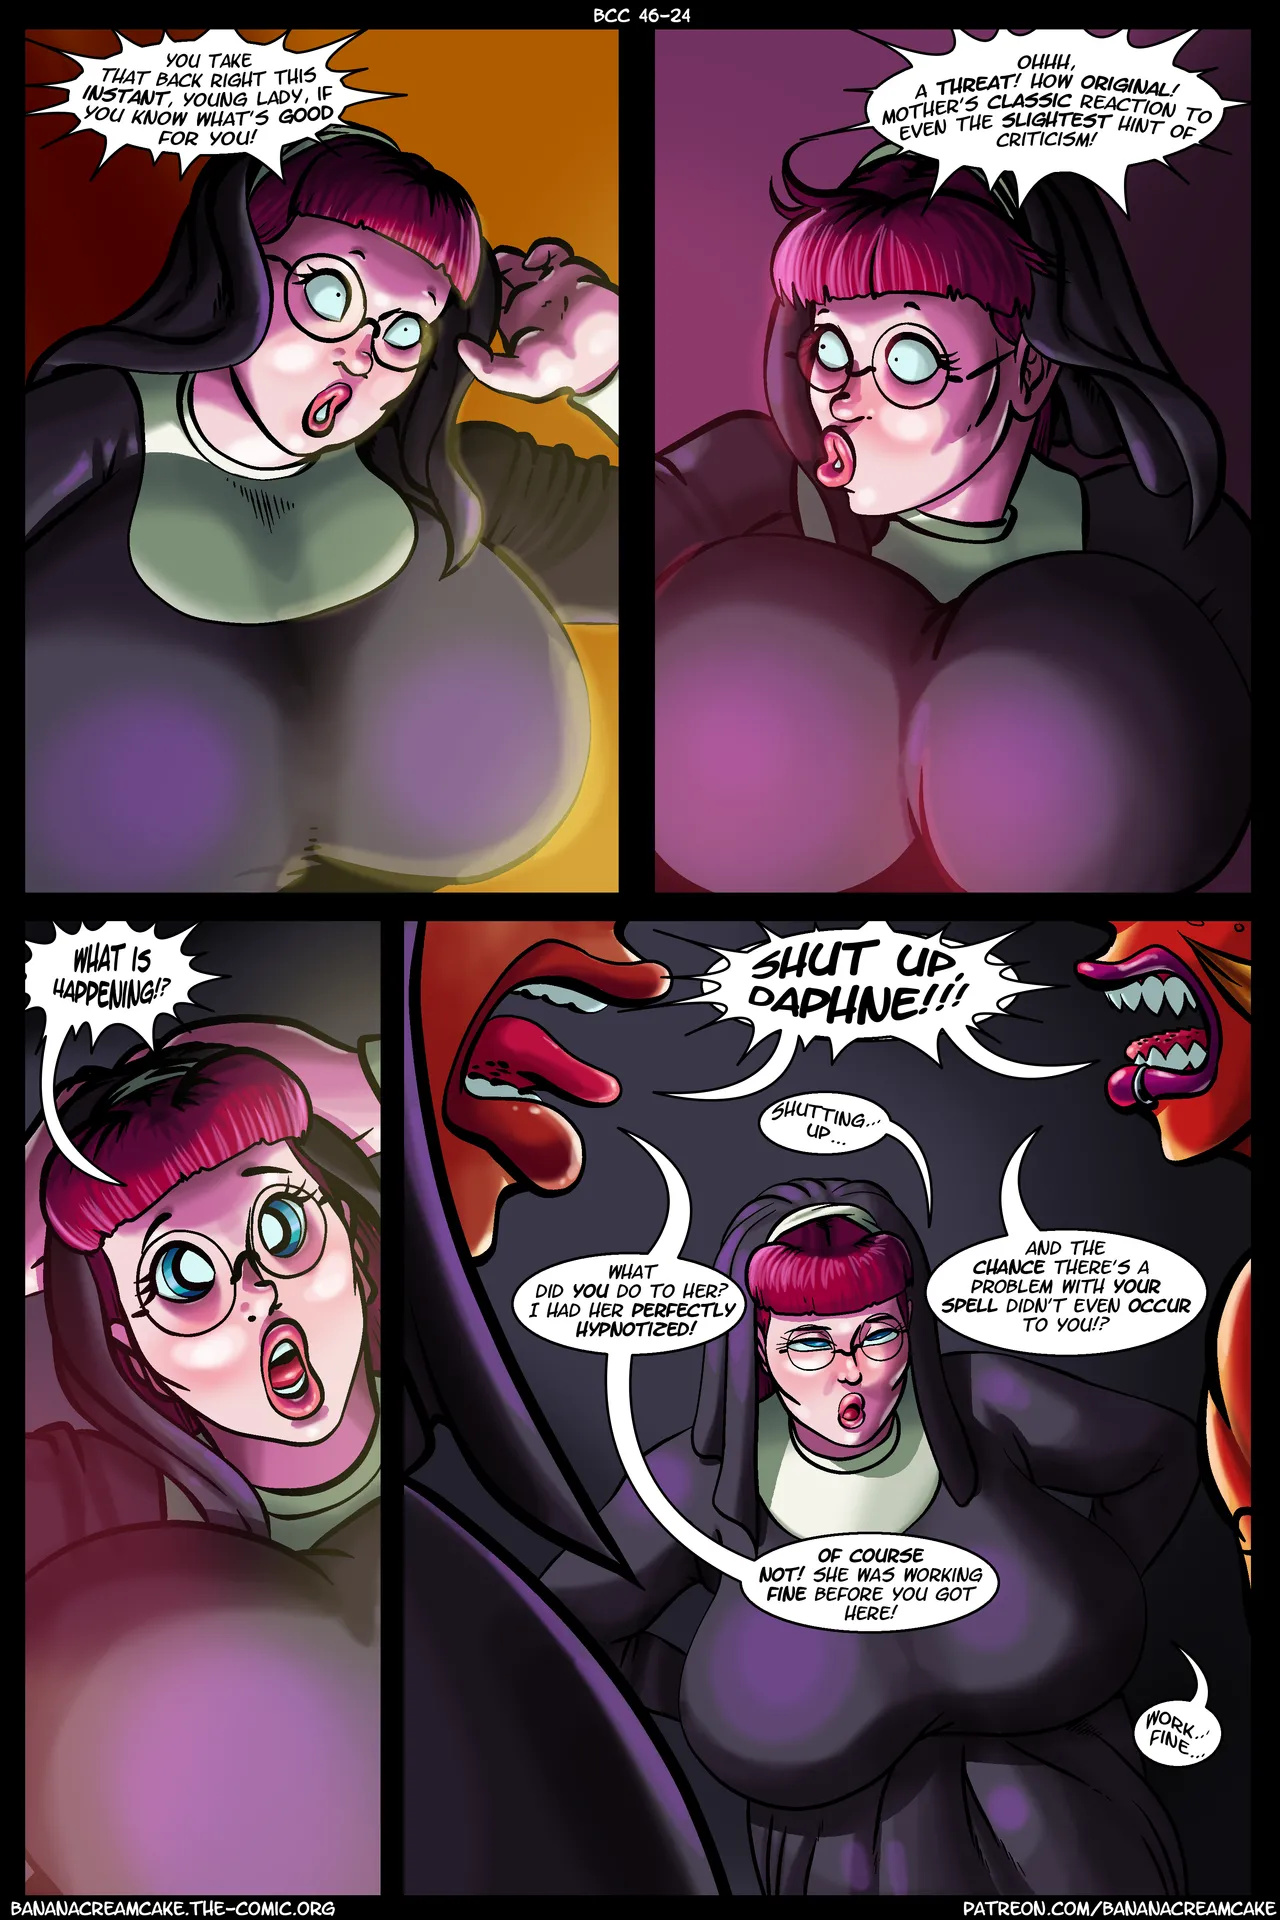 BCC 46-24
YOU TAKE
THAT BACK RIGHT THIS
INSTANT, YOUNG LADY, IF
YOU KNOW WHAT'S GOOD
FOR YOU!
OHHH,
A THREAT! HOW ORIGINAL!
MOTHER'S CLASSIC REACTION TO
EVEN THE SLIGHTEST HINT OF
CRITICISM!
WHAT IS
HAPPENING!?
SHUT UP,
DAPHNE!!!
SHUTTING...
UP...
WHAT
DID YOU DO TO HER?
I HAD HER PERFECTLY
HYPNOTIZED!
AND THE
CHANCE THERE'S A
PROBLEM WITH YOUR
SPELL DIDN'T EVEN OCCUR
TO YOU!?
OF COURSE
NOT! SHE WAS WORKING
FINE BEFORE YOU GOT
HERE!
WORK...
FINE...
BANANACREAMCAKE.THE-COMIC.ORG
PATREON.COM/BANANACREAMCAKE